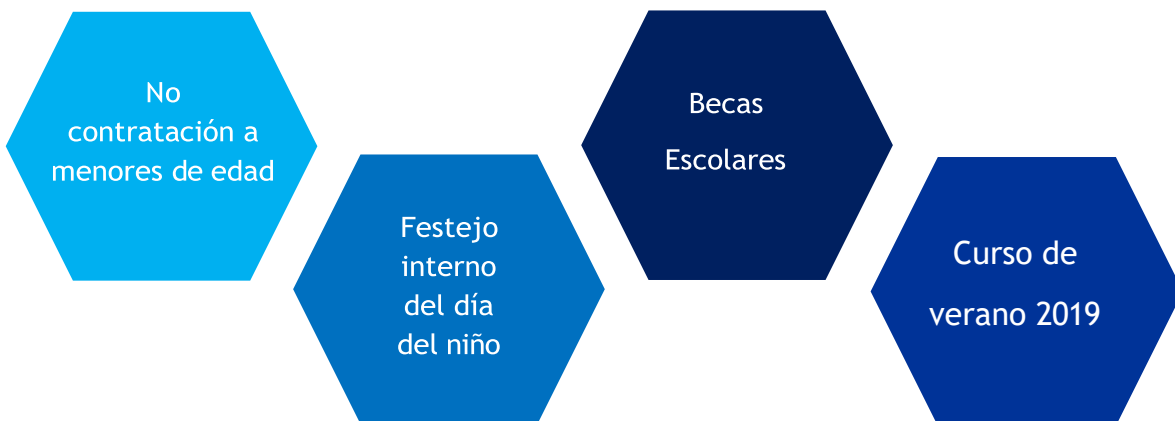 No
contratación a
menores de edad
Festejo
interno
del día
del niño
Becas
Escolares
Curso de
verano 2019